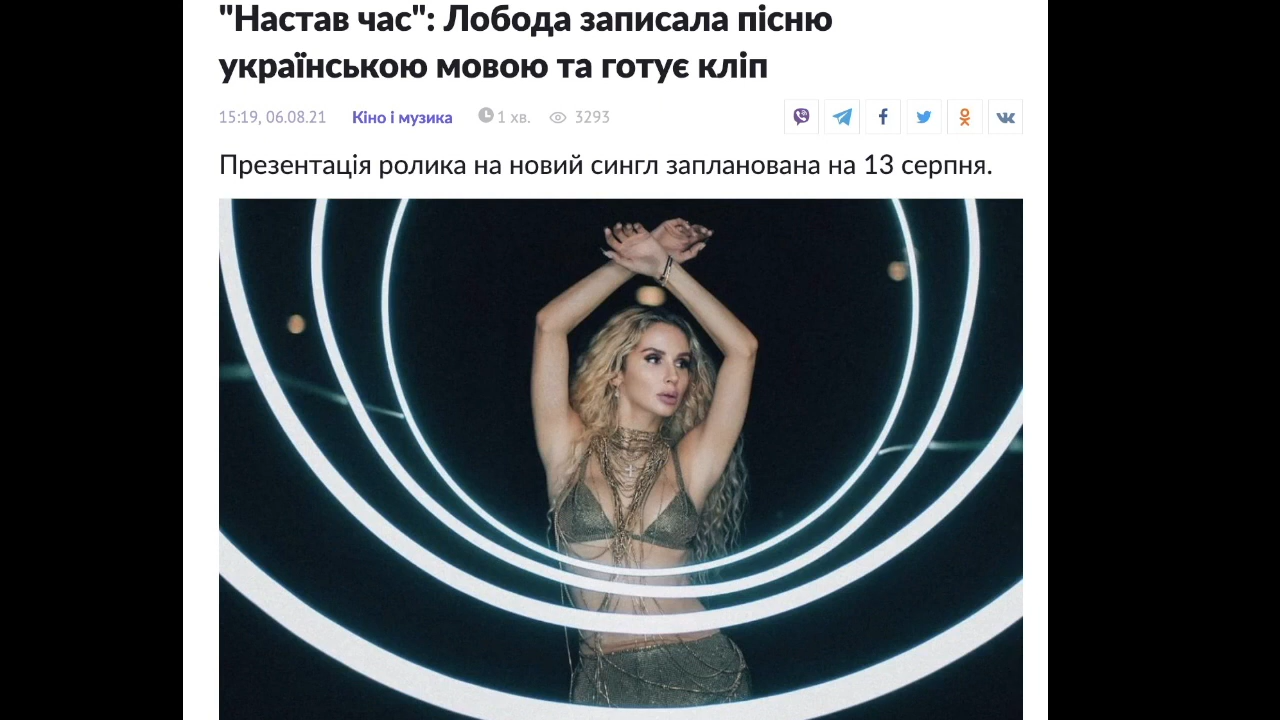 "Настав час": Лобода записала пісню
українською мовою та готує кліп
15:19, 06.08.21 Кіно і музика 1 хв. 3293
Презентація ролика на новий сингл запланована на 13 серпня.